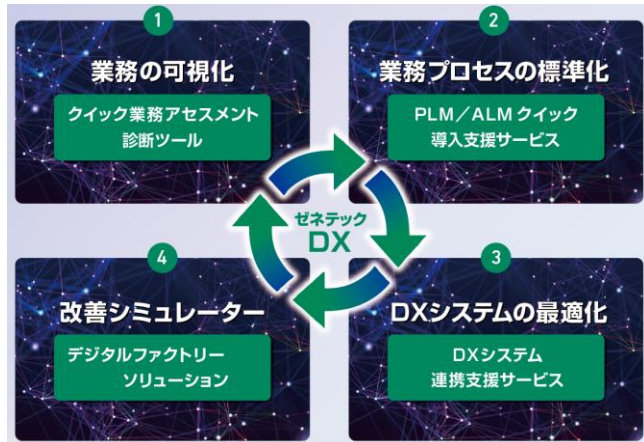 1
業務の可視化
クイック業務アセスメント
診断ツール
2
業務プロセスの標準化
PLM／ALMクイック
導入支援サービス
ゼネテック
DX
4
改善シミュレーター
デジタルファクトリー
ソリューション
3
DXシステムの最適化
DXシステム
連携支援サービス